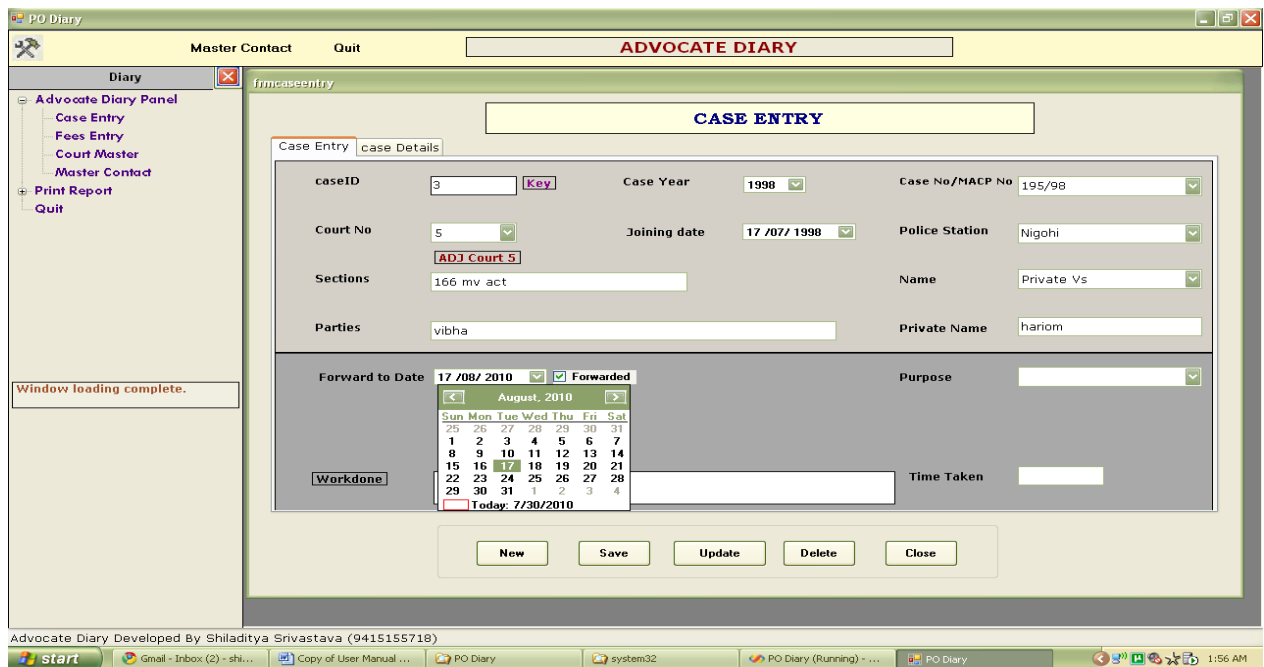 PO Diary
Master Contact Quit ADVOCATE DIARY
Diary
Advocate Diary Panel
Case Entry
Fees Entry
Court Master
Master Contact
Print Report
Quit
Window loading complete.
frmcaseentry
CASE ENTRY
Case Entry case Details
caseID 3 Key Case Year 1998 Case No/MACP No 195/98
Court No 5 Joining date 17 /07/ 1998 Police Station Nigohi
ADJ Court 5
Sections 166 mv act Name Private Vs
Parties vibha Private Name hariom
Forward to Date 17 /08/ 2010 Forwarded Purpose
August, 2010
Sun Mon Tue Wed Thu Fri Sat
25 26 27 28 29 30 31
1 2 3 4 5 6 7
8 9 10 11 12 13 14
15 16 17 18 19 20 21
22 23 24 25 26 27 28
29 30 31 1 2 3 4
Today: 7/30/2010
Workdone Time Taken
New Save Update Delete Close
Advocate Diary Developed By Shiladitya Srivastava (9415155718)
start Gmail - Inbox (2) - shi... Copy of User Manual ... PO Diary system32 PO Diary (Running) - ... PO Diary 1:56 AM